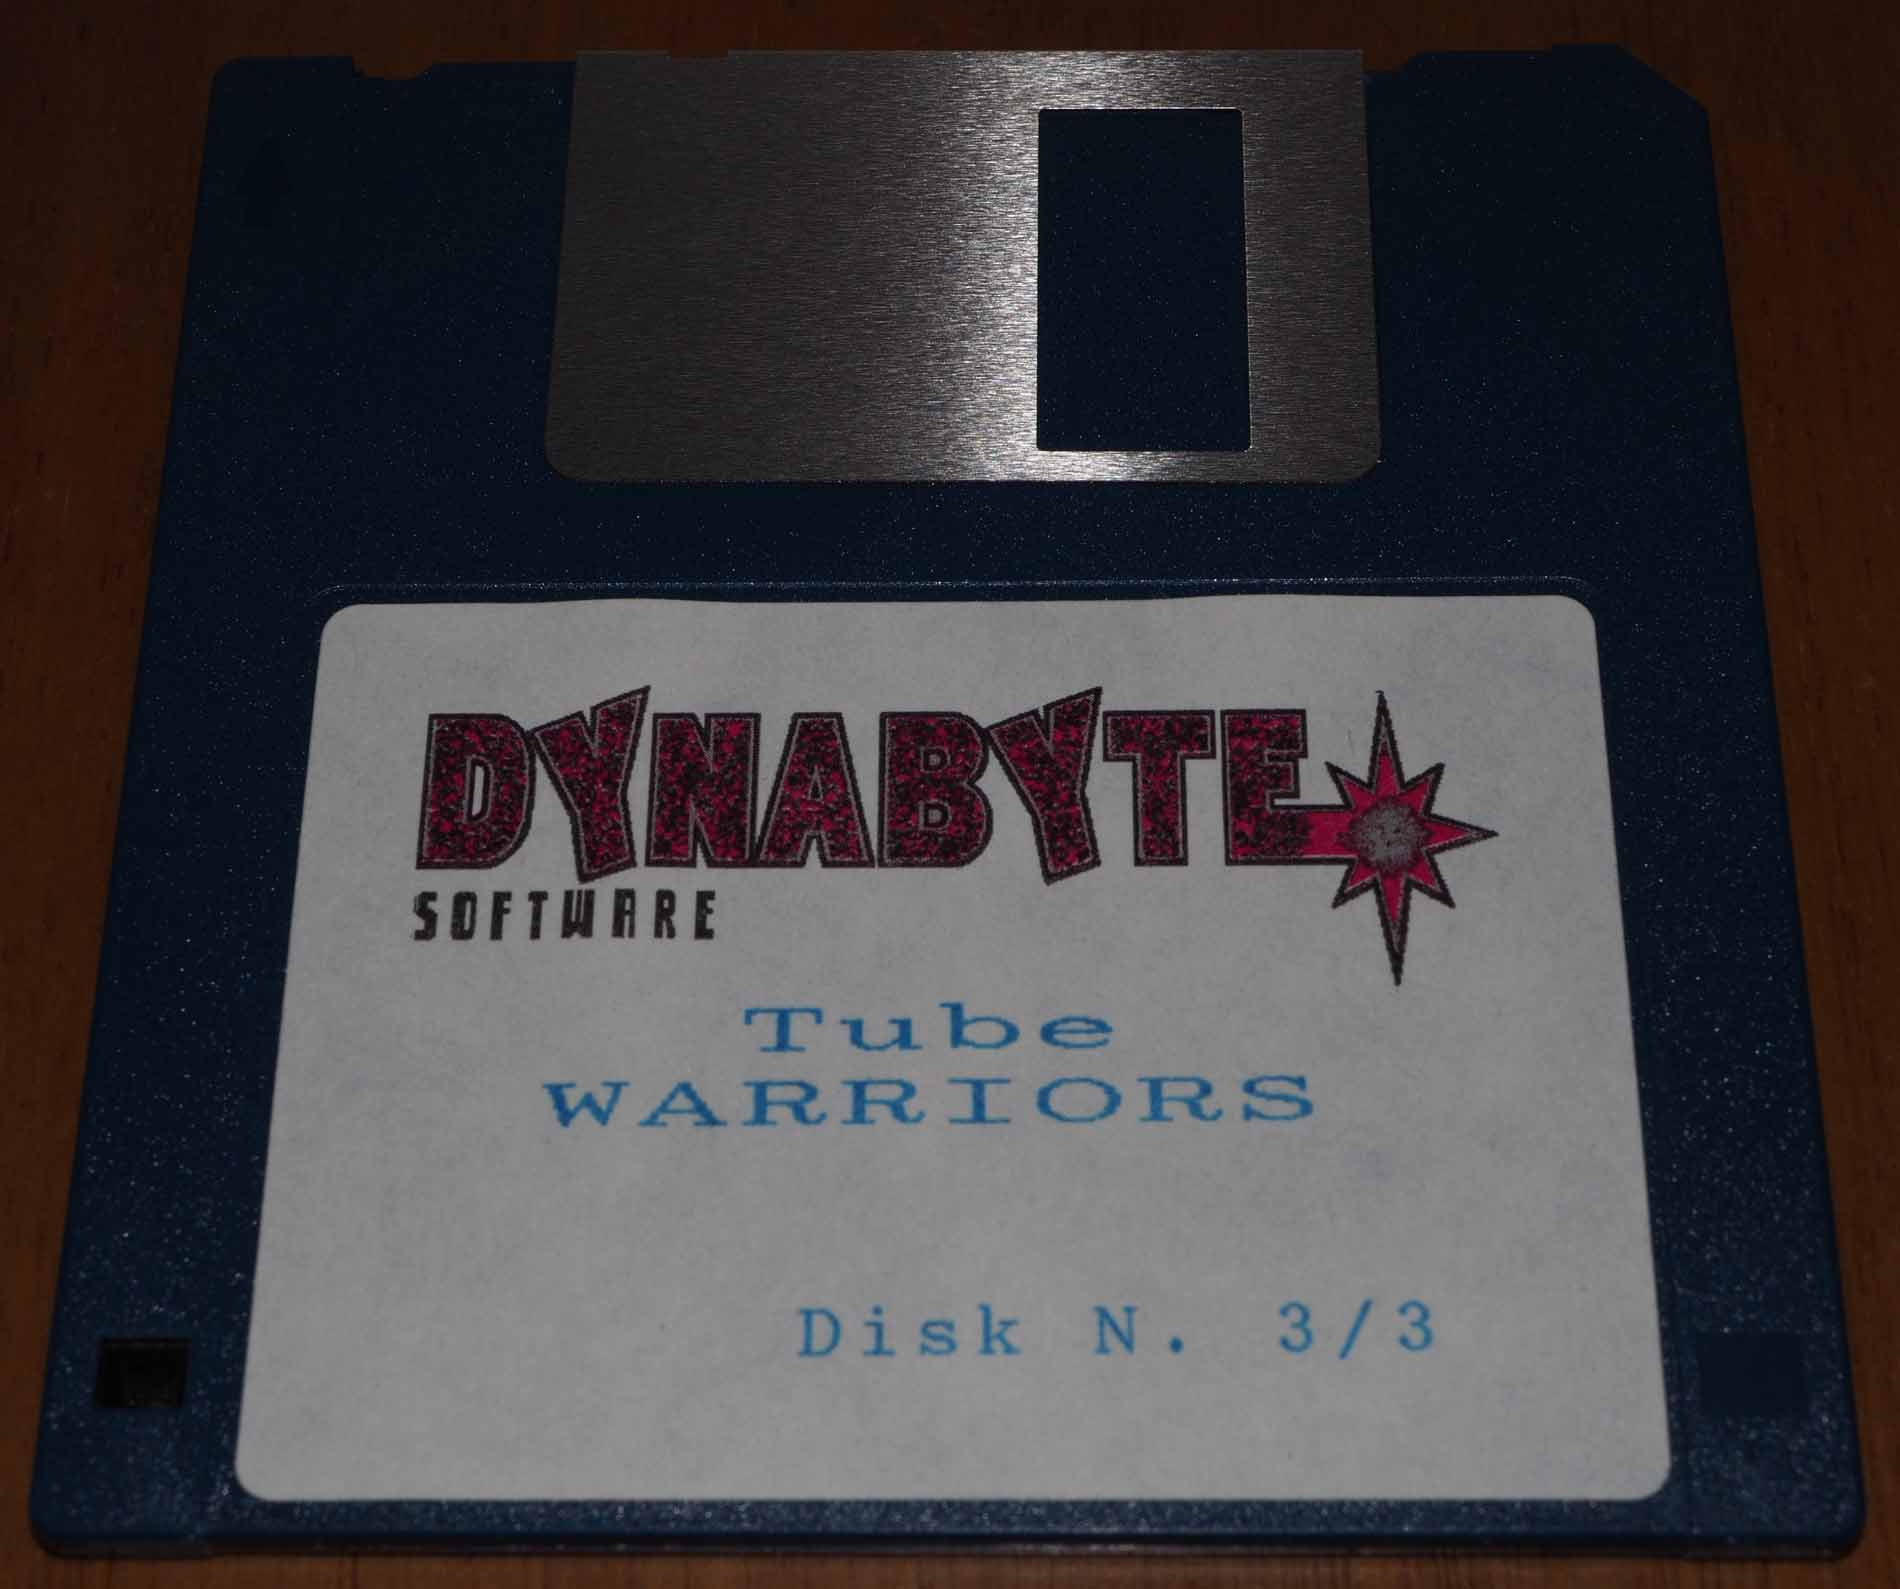 DYNABYTE
SOFTWARE
Tube
WARRIORS
Disk N. 3/3